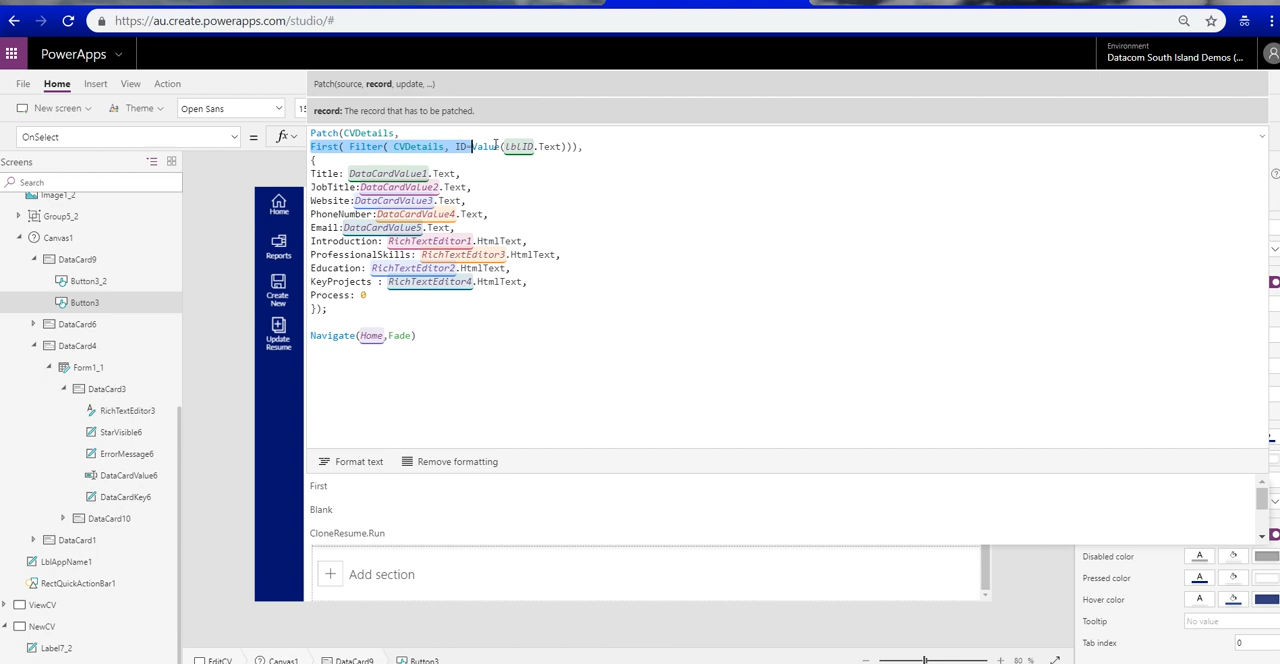 https://au.create.powerapps.com/studio/#
PowerApps
Environment
Datacom South Island Demos (...
File Home Insert View Action
New screen Theme Open Sans
OnSelect = fx
Patch(source, record, update, ...)
record: The record that has to be patched.
Screens
Search
Image1_2
Group5_2
Canvas1
DataCard9
Button3_2
Button3
DataCard6
DataCard4
Form1_1
DataCard3
RichTextEditor3
StarVisible6
ErrorMessage6
DataCardValue6
DataCardKey6
DataCard10
DataCard1
LblAppName1
RectQuickActionBar1
ViewCV
NewCV
Label7_2
Home
Reports
Create
New
Update
Resume
Patch(CVDetails,
First( Filter( CVDetails, ID=Value(lblID.Text))),
{
Title: DataCardValue1.Text,
JobTitle:DataCardValue2.Text,
Website:DataCardValue3.Text,
PhoneNumber:DataCardValue4.Text,
Email:DataCardValue5.Text,
Introduction: RichTextEditor1.HtmlText,
ProfessionalSkills: RichTextEditor3.HtmlText,
Education: RichTextEditor2.HtmlText,
KeyProjects : RichTextEditor4.HtmlText,
Process: 0
});
Navigate(Home,Fade)
Format text Remove formatting
First
Blank
CloneResume.Run
Add section
Disabled color
Pressed color
Hover color
Tooltip No value
Tab index 0
EditCV Canvas1 DataCard9 Button3
80 %